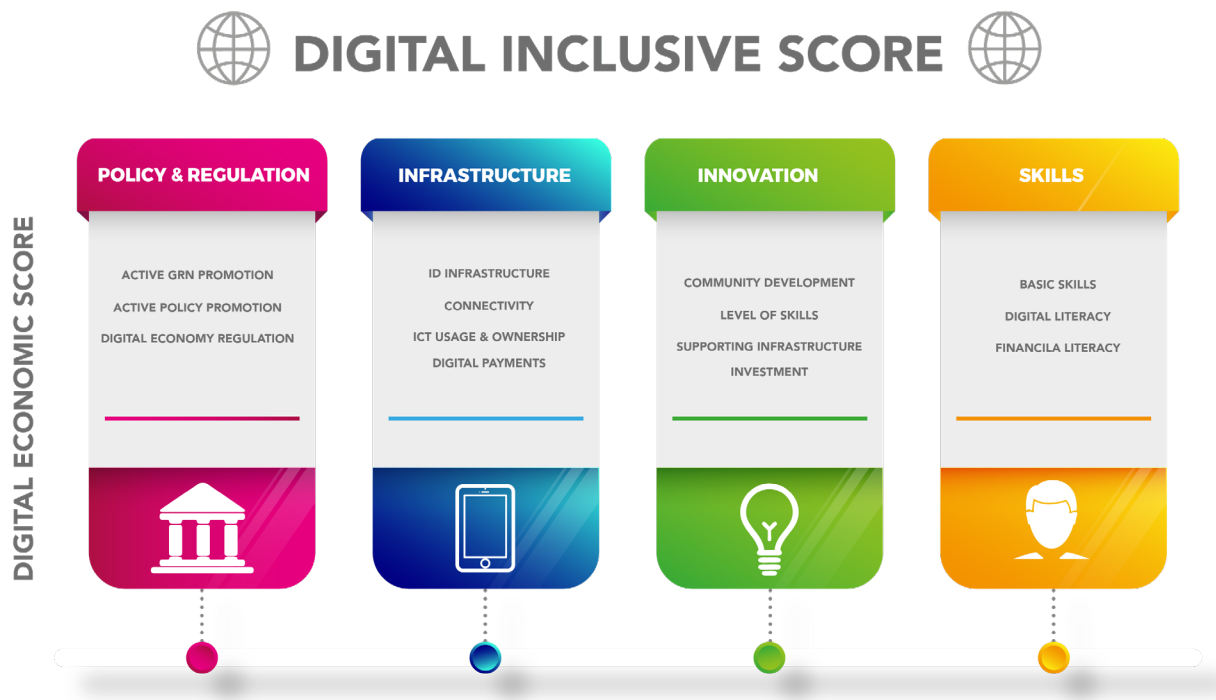 DIGITAL INCLUSIVE SCORE
DIGITAL ECONOMIC SCORE
POLICY & REGULATION
ACTIVE GRN PROMOTION
ACTIVE POLICY PROMOTION
DIGITAL ECONOMY REGULATION
INFRASTRUCTURE
ID INFRASTRUCTURE
CONNECTIVITY
ICT USAGE & OWNERSHIP
DIGITAL PAYMENTS
INNOVATION
COMMUNITY DEVELOPMENT
LEVEL OF SKILLS
SUPPORTING INFRASTRUCTURE
INVESTMENT
SKILLS
BASIC SKILLS
DIGITAL LITERACY
FINANCILA LITERACY